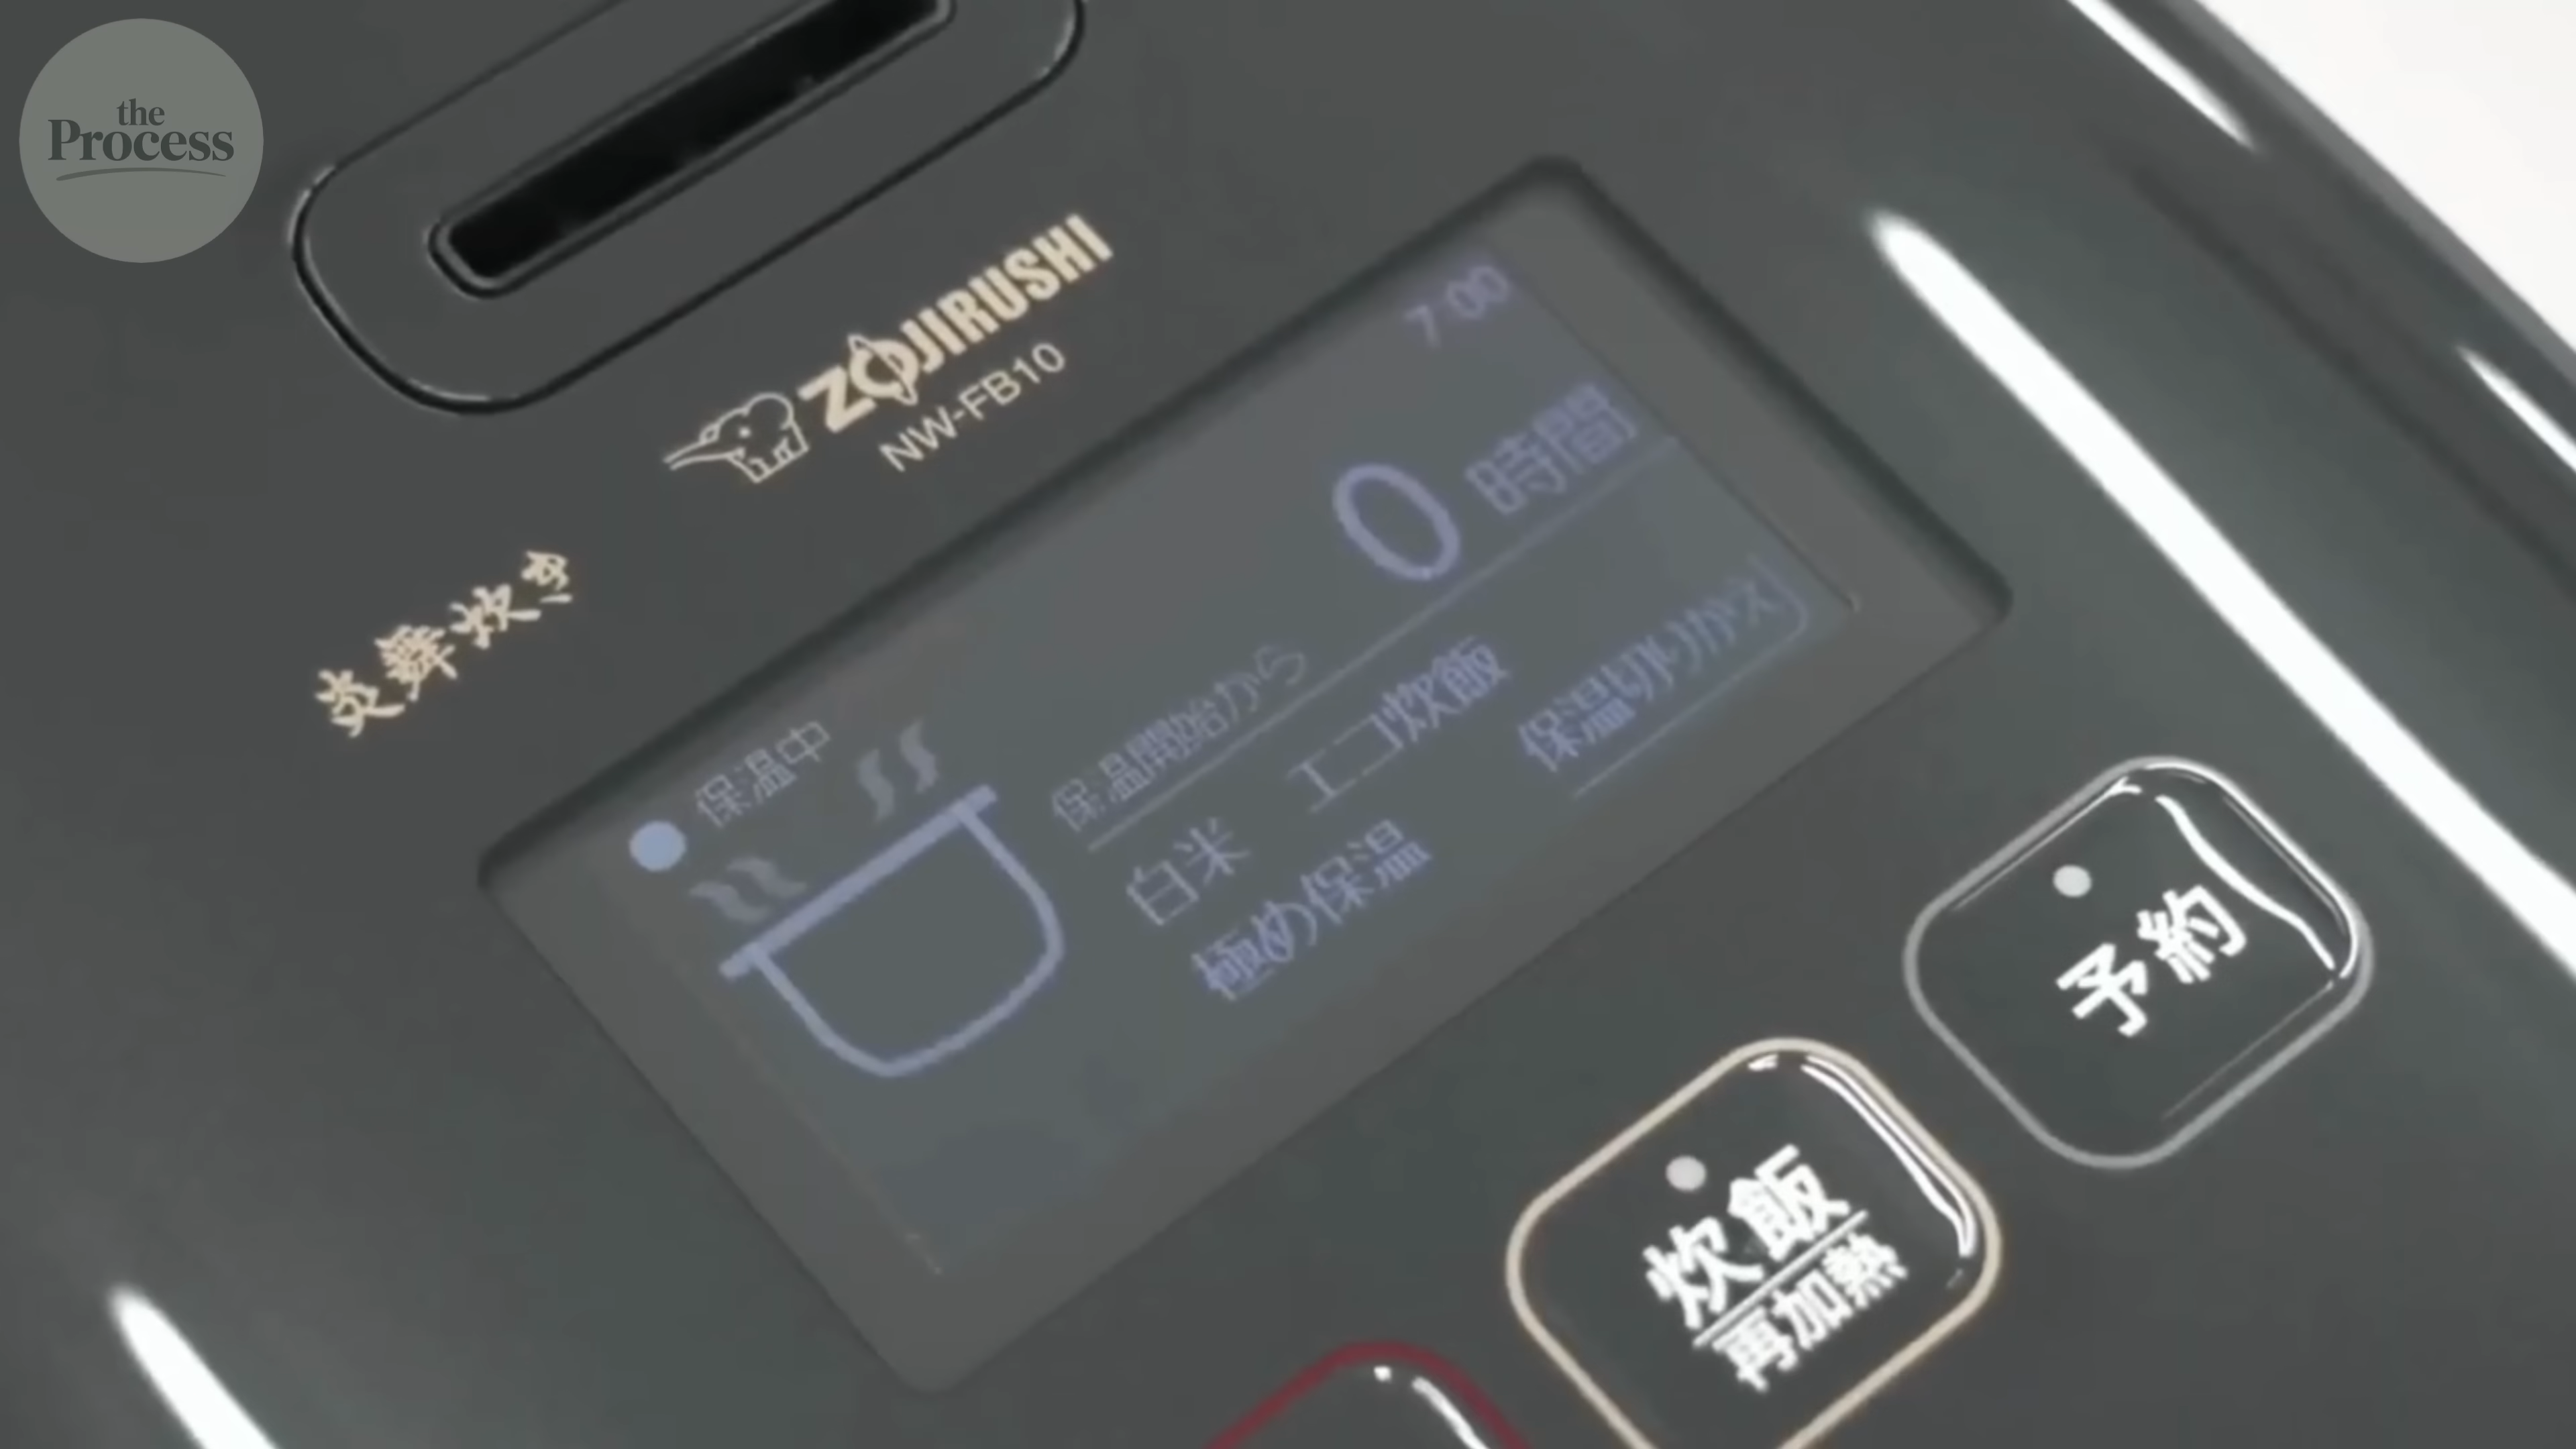 the
Process
ZOJIRUSHI
NW-FB10
炎舞炊き
7:00
保温中
保温開始から
0時間
白米 エコ炊飯
極め保温
保温切りかえ
予約
炊飯
再加熱